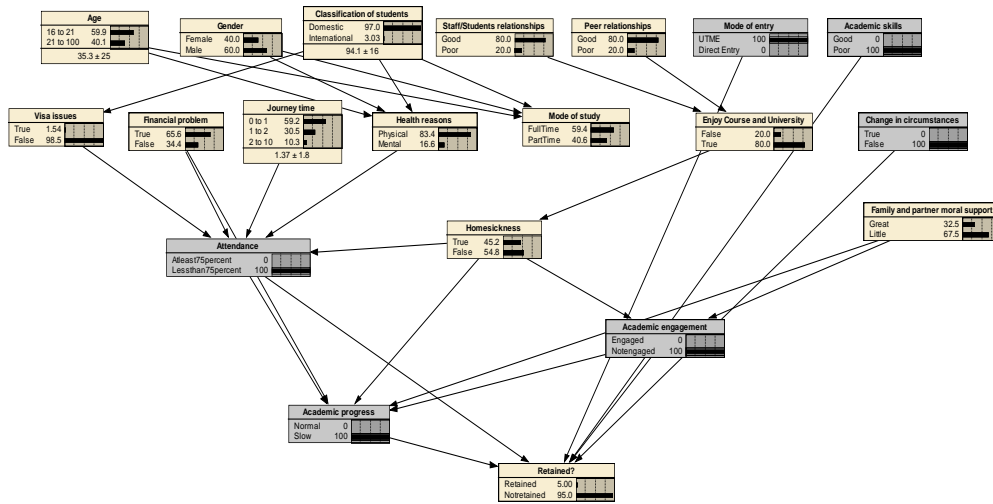 Age
16 to 21 59.9
21 to 100 40.1
35.3 ± 25
Gender
Female 40.0
Male 60.0
Classification of students
Domestic 97.0
International 3.03
94.1 ± 16
Staff/Students relationships
Good 80.0
Poor 20.0
Peer relationships
Good 80.0
Poor 20.0
Mode of entry
UTME 100
Direct Entry 0
Academic skills
Good 0
Poor 100
Visa issues
True 1.54
False 98.5
Financial problem
True 65.6
False 34.4
Journey time
0 to 1 59.2
1 to 2 30.5
2 to 10 10.3
1.37 ± 1.8
Health reasons
Physical 83.4
Mental 16.6
Mode of study
FullTime 59.4
PartTime 40.6
Enjoy Course and University
False 20.0
True 80.0
Change in circumstances
True 0
False 100
Family and partner moral support
Great 32.5
Little 67.5
Homesickness
True 45.2
False 54.8
Attendance
Atleast75percent 0
Lessthan75percent 100
Academic engagement
Engaged 0
Notengaged 100
Academic progress
Normal 0
Slow 100
Retained?
Retained 5.00
Notretained 95.0